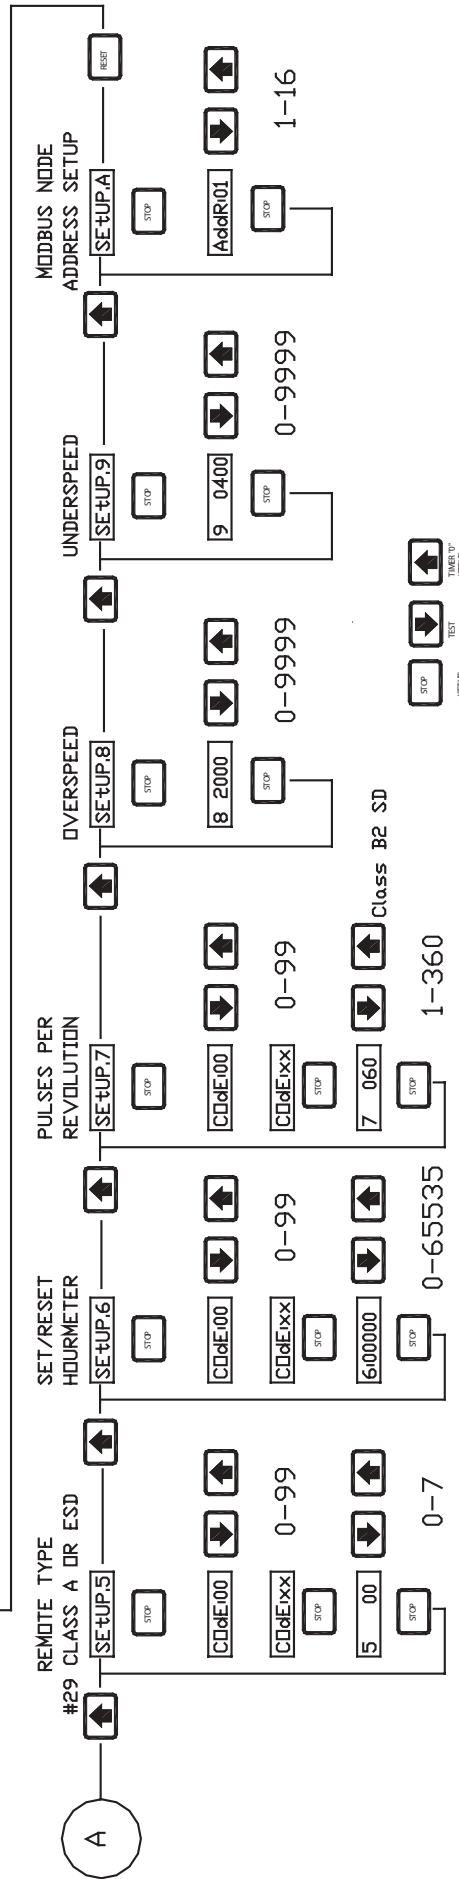 A
REMOTE TYPE
#29 CLASS A OR ESD
SEtUP.5
STOP
COdE:00
0-99
COdE:xx
STOP
5 00
0-7
STOP
SET/RESET
HOURMETER
SEtUP.6
STOP
COdE:00
0-99
COdE:xx
STOP
6:00000
0-65535
STOP
PULSES PER
REVOLUTION
SEtUP.7
STOP
COdE:00
0-99
COdE:xx
STOP
7 060
Class B2 SD
1-360
STOP
OVERSPEED
SEtUP.8
STOP
8 2000
0-9999
STOP
UNDERSPEED
SEtUP.9
STOP
9 0400
0-9999
STOP
MODBUS NODE
ADDRESS SETUP
SEtUP.A
STOP
AddR:01
1-16
STOP
RESET
STOP
TEST
TIMER "0"